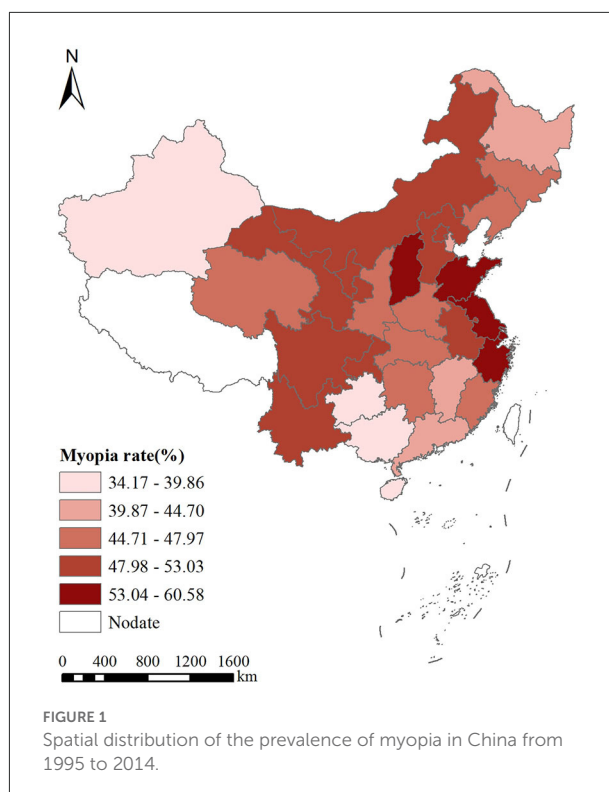 N
Myopia rate(%)
34.17 - 39.86
39.87 - 44.70
44.71 - 47.97
47.98 - 53.03
53.04 - 60.58
Nodate
0 400 800 1200 1600
km
FIGURE 1
Spatial distribution of the prevalence of myopia in China from
1995 to 2014.